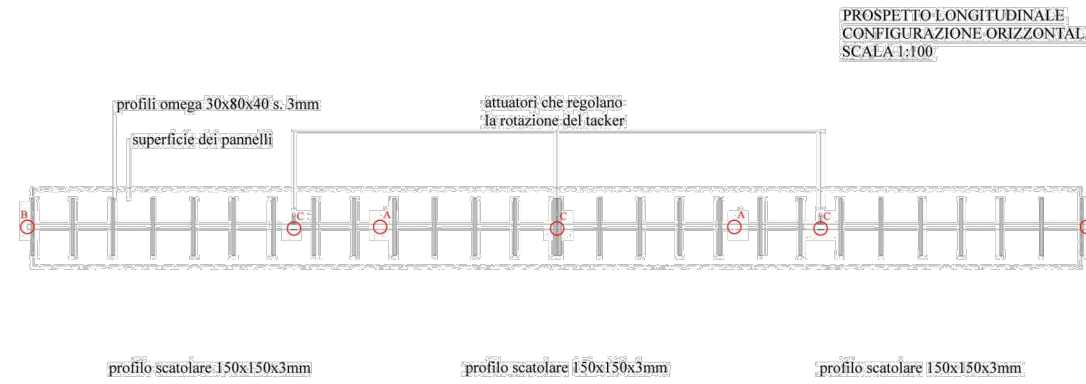 PROSPETTO LONGITUDINALE
CONFIGURAZIONE ORIZZONTAL
SCALA 1:100
profili omega 30x80x40 s. 3mm
attuatori che regolano
la rotazione del tacker
superficie dei pannelli
B
C
A
C
A
C
profilo scatolare 150x150x3mm
profilo scatolare 150x150x3mm
profilo scatolare 150x150x3mm